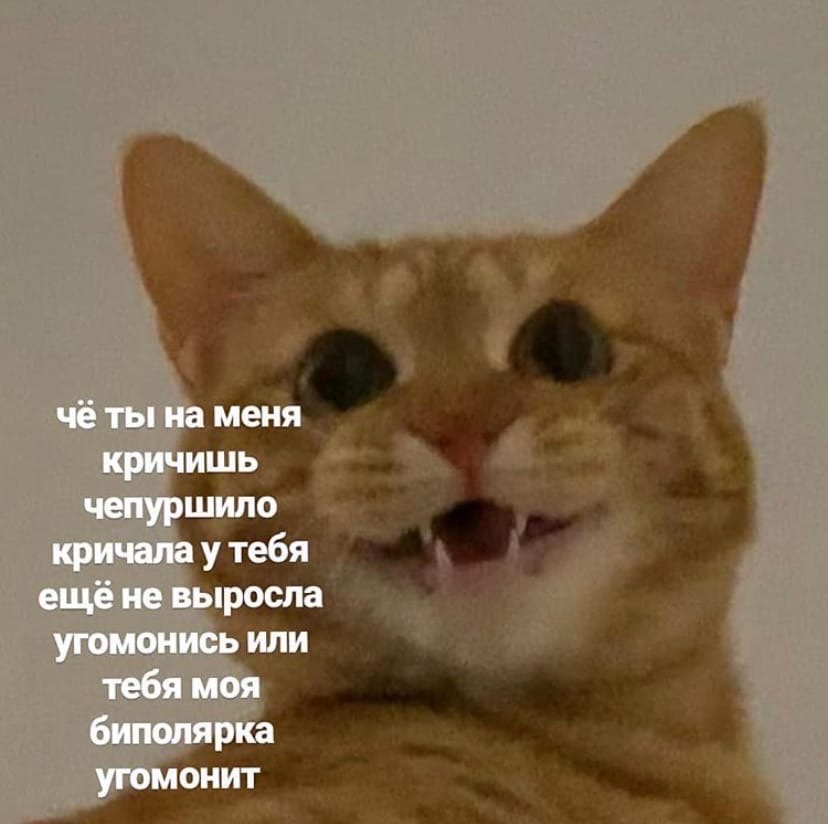 чё ты на меня
кричишь
чепуршило
кричала у тебя
ещё не выросла
угомонись или
тебя моя
биполярка
угомонит